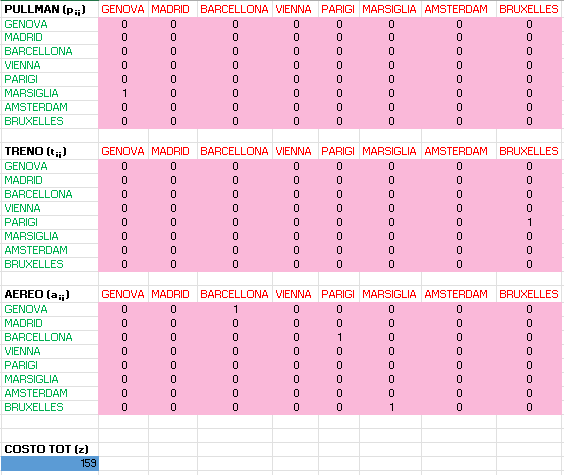 PULLMAN (pij) GENOVA MADRID BARCELLONA VIENNA PARIGI MARSIGLIA AMSTERDAM BRUXELLES
GENOVA 0 0 0 0 0 0 0 0
MADRID 0 0 0 0 0 0 0 0
BARCELLONA 0 0 0 0 0 0 0 0
VIENNA 0 0 0 0 0 0 0 0
PARIGI 0 0 0 0 0 0 0 0
MARSIGLIA 1 0 0 0 0 0 0 0
AMSTERDAM 0 0 0 0 0 0 0 0
BRUXELLES 0 0 0 0 0 0 0 0
TRENO (tij) GENOVA MADRID BARCELLONA VIENNA PARIGI MARSIGLIA AMSTERDAM BRUXELLES
GENOVA 0 0 0 0 0 0 0 0
MADRID 0 0 0 0 0 0 0 0
BARCELLONA 0 0 0 0 0 0 0 0
VIENNA 0 0 0 0 0 0 0 0
PARIGI 0 0 0 0 0 0 0 1
MARSIGLIA 0 0 0 0 0 0 0 0
AMSTERDAM 0 0 0 0 0 0 0 0
BRUXELLES 0 0 0 0 0 0 0 0
AEREO (aij) GENOVA MADRID BARCELLONA VIENNA PARIGI MARSIGLIA AMSTERDAM BRUXELLES
GENOVA 0 0 1 0 0 0 0 0
MADRID 0 0 0 0 0 0 0 0
BARCELLONA 0 0 0 0 1 0 0 0
VIENNA 0 0 0 0 0 0 0 0
PARIGI 0 0 0 0 0 0 0 0
MARSIGLIA 0 0 0 0 0 0 0 0
AMSTERDAM 0 0 0 0 0 0 0 0
BRUXELLES 0 0 0 0 0 1 0 0
COSTO TOT (z)
159